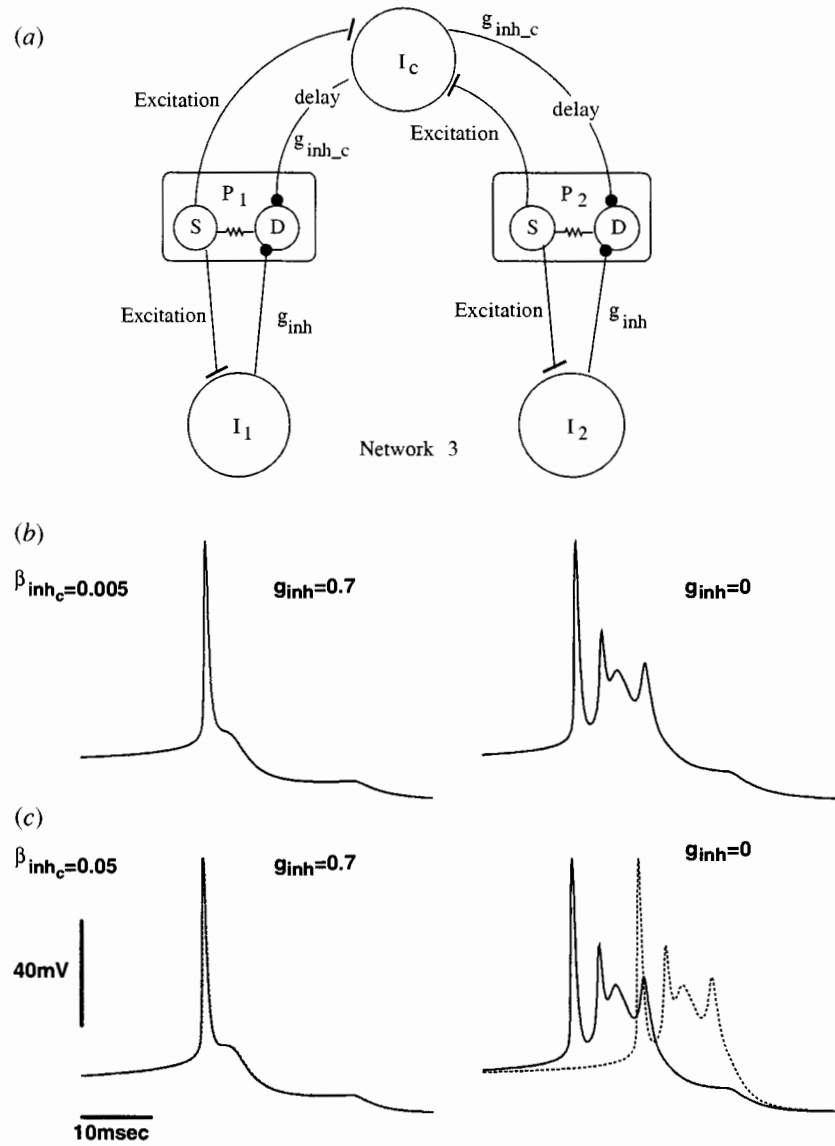 (a)
I_c
g_inh_c
Excitation
delay
g_inh_c
Excitation
delay
P_1
S
D
P_2
S
D
Excitation
g_inh
Excitation
g_inh
I_1
I_2
Network 3
(b)
β_inh_c=0.005
g_inh=0.7
g_inh=0
(c)
β_inh_c=0.05
g_inh=0.7
g_inh=0
40mV
10msec